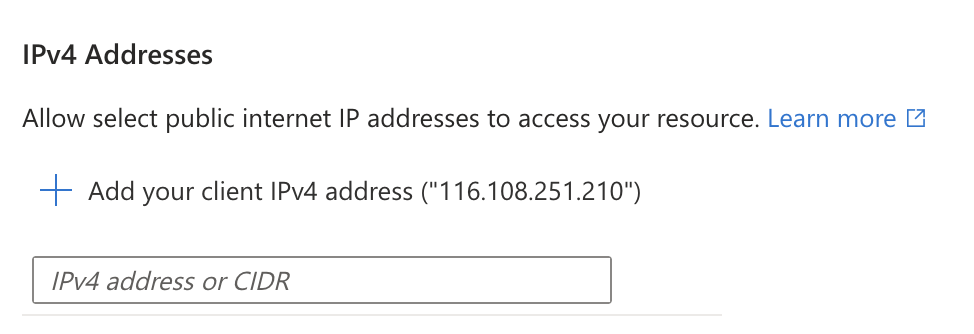 IPv4 Addresses
Allow select public internet IP addresses to access your resource. Learn more
Add your client IPv4 address ("116.108.251.210")
IPv4 address or CIDR